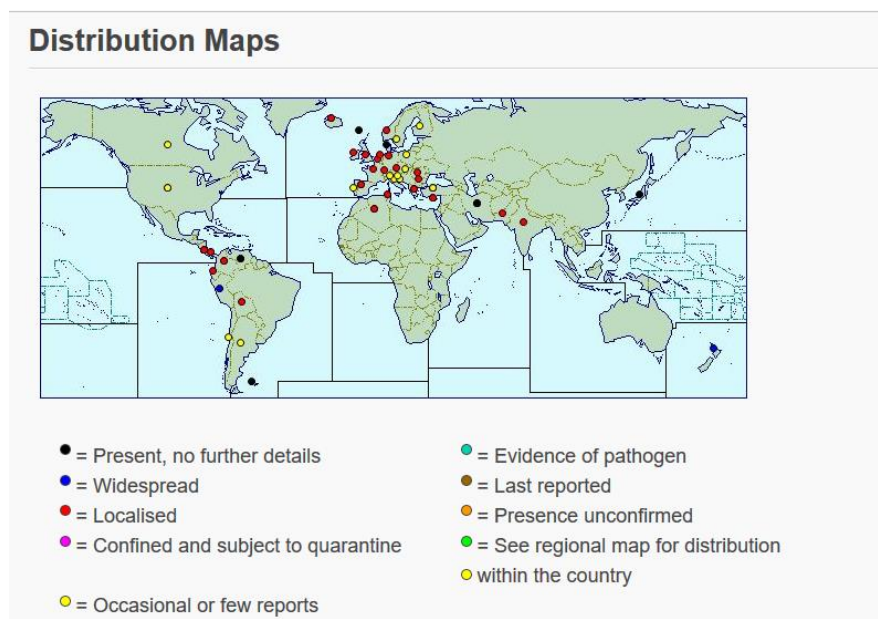 Distribution Maps
= Present, no further details
= Widespread
= Localised
= Confined and subject to quarantine
= Occasional or few reports
= Evidence of pathogen
= Last reported
= Presence unconfirmed
= See regional map for distribution
within the country